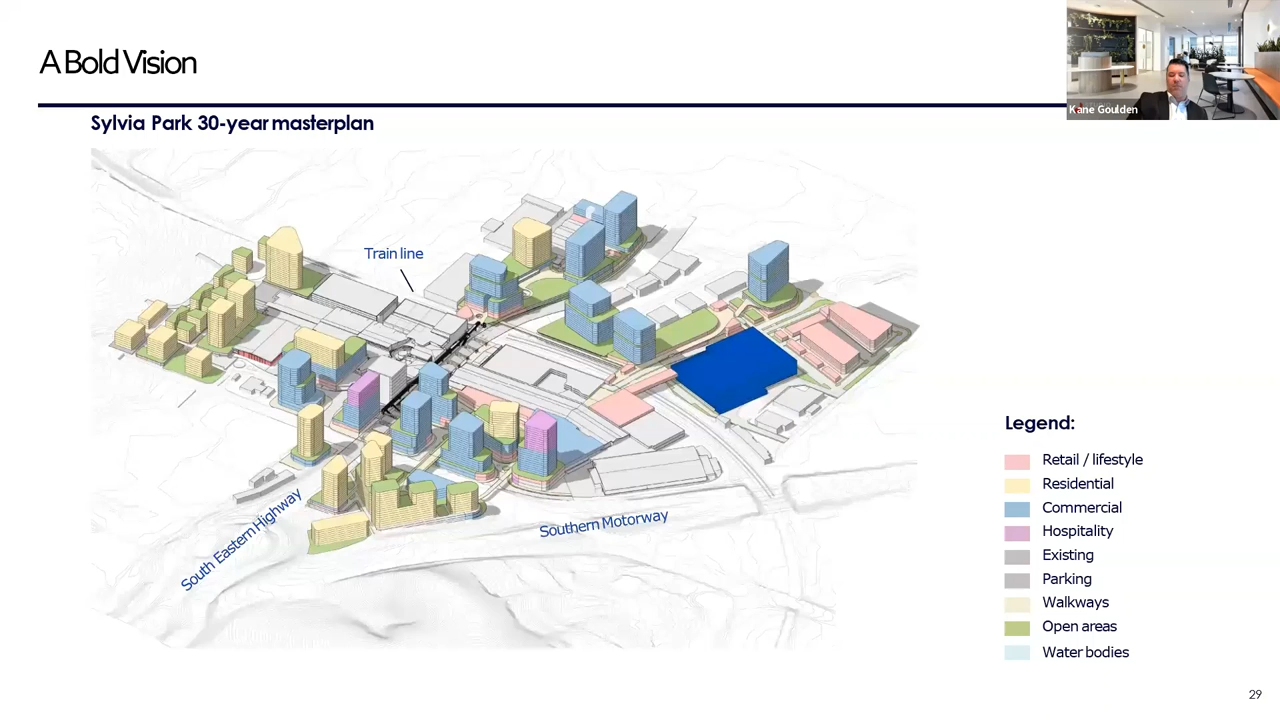 A Bold Vision
Kane Goulden
Sylvia Park 30-year masterplan
Train line
South Eastern Highway
Southern Motorway
Legend:
Retail / lifestyle
Residential
Commercial
Hospitality
Existing
Parking
Walkways
Open areas
Water bodies
29